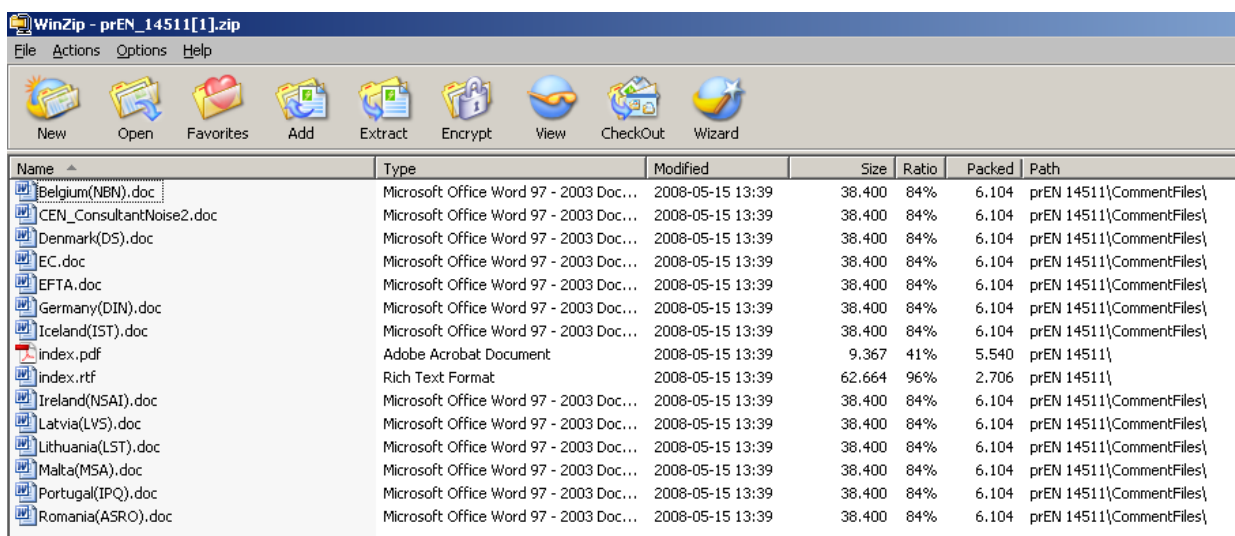 WinZip - prEN_14511[1].zip
File Actions Options Help
New Open Favorites Add Extract Encrypt View CheckOut Wizard
Name Type Modified Size Ratio Packed Path
Belgium(NBN).doc Microsoft Office Word 97 - 2003 Doc... 2008-05-15 13:39 38.400 84% 6.104 prEN 14511\CommentFiles\
CEN_ConsultantNoise2.doc Microsoft Office Word 97 - 2003 Doc... 2008-05-15 13:39 38.400 84% 6.104 prEN 14511\CommentFiles\
Denmark(DS).doc Microsoft Office Word 97 - 2003 Doc... 2008-05-15 13:39 38.400 84% 6.104 prEN 14511\CommentFiles\
EC.doc Microsoft Office Word 97 - 2003 Doc... 2008-05-15 13:39 38.400 84% 6.104 prEN 14511\CommentFiles\
EFTA.doc Microsoft Office Word 97 - 2003 Doc... 2008-05-15 13:39 38.400 84% 6.104 prEN 14511\CommentFiles\
Germany(DIN).doc Microsoft Office Word 97 - 2003 Doc... 2008-05-15 13:39 38.400 84% 6.104 prEN 14511\CommentFiles\
Iceland(IST).doc Microsoft Office Word 97 - 2003 Doc... 2008-05-15 13:39 38.400 84% 6.104 prEN 14511\CommentFiles\
index.pdf Adobe Acrobat Document 2008-05-15 13:39 9.367 41% 5.540 prEN 14511\
index.rtf Rich Text Format 2008-05-15 13:39 62.664 96% 2.706 prEN 14511\
Ireland(NSAI).doc Microsoft Office Word 97 - 2003 Doc... 2008-05-15 13:39 38.400 84% 6.104 prEN 14511\CommentFiles\
Latvia(LVS).doc Microsoft Office Word 97 - 2003 Doc... 2008-05-15 13:39 38.400 84% 6.104 prEN 14511\CommentFiles\
Lithuania(LST).doc Microsoft Office Word 97 - 2003 Doc... 2008-05-15 13:39 38.400 84% 6.104 prEN 14511\CommentFiles\
Malta(MSA).doc Microsoft Office Word 97 - 2003 Doc... 2008-05-15 13:39 38.400 84% 6.104 prEN 14511\CommentFiles\
Portugal(IPQ).doc Microsoft Office Word 97 - 2003 Doc... 2008-05-15 13:39 38.400 84% 6.104 prEN 14511\CommentFiles\
Romania(ASRO).doc Microsoft Office Word 97 - 2003 Doc... 2008-05-15 13:39 38.400 84% 6.104 prEN 14511\CommentFiles\